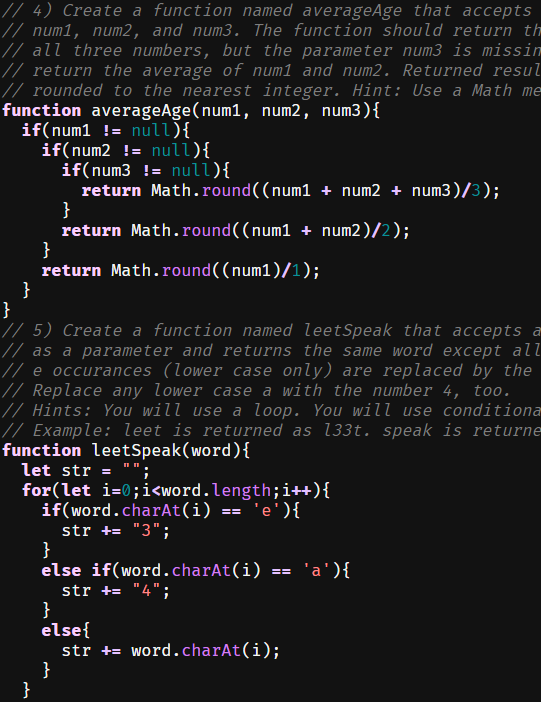 // 4) Create a function named averageAge that accepts
// num1, num2, and num3. The function should return th
// all three numbers, but the parameter num3 is missin
// return the average of num1 and num2. Returned resul
// rounded to the nearest integer. Hint: Use a Math me
function averageAge(num1, num2, num3){
  if(num1 != null){
    if(num2 != null){
      if(num3 != null){
        return Math.round((num1 + num2 + num3)/3);
      }
      return Math.round((num1 + num2)/2);
    }
    return Math.round((num1)/1);
  }
}
// 5) Create a function named leetSpeak that accepts a
// as a parameter and returns the same word except all
// e occurances (lower case only) are replaced by the
// Replace any lower case a with the number 4, too.
// Hints: You will use a loop. You will use conditiona
// Example: leet is returned as l33t. speak is returne
function leetSpeak(word){
  let str = "";
  for(let i=0;i<word.length;i++){
    if(word.charAt(i) == 'e'){
      str += "3";
    }
    else if(word.charAt(i) == 'a'){
      str += "4";
    }
    else{
      str += word.charAt(i);
    }
  }